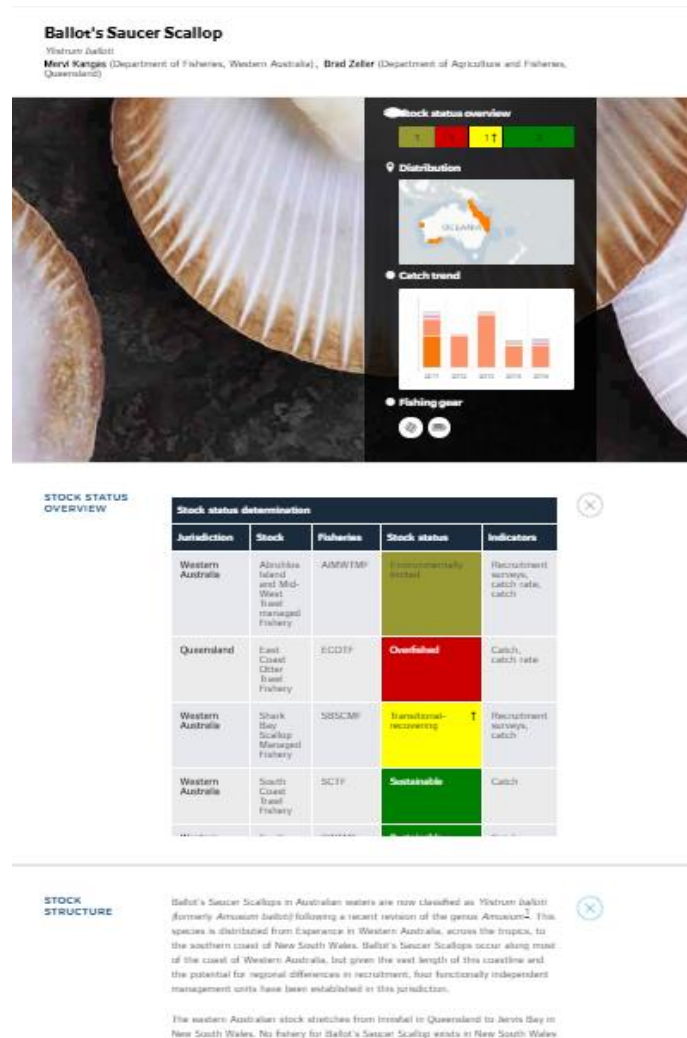 Ballot's Saucer Scallop
Ylistrum balloti
Mervi Kangas (Department of Fisheries, Western Australia)., Brad Zeller (Department of Agriculture and Fisheries,
Queensland)
Stock status overview
1
1 †
Distribution
OCEANIA
Catch trend
2011 2012 2013
Fishing gear
STOCK STATUS
OVERVIEW
Stock status determination
Jurisdiction Stock Fisheries Stock status Indicators
Western
Australia
Abrolhos
Island
and Mid-
West
Trawl
managed
Fishery
AIMWTMF
Environmentally
limited
Recruitment
surveys,
catch rate,
catch
Queensland
East
Coast
Otter
Trawl
Fishery
ECOTF
Overfished
Catch,
catch rate
Western
Australia
Shark
Bay
Scallop
Managed
Fishery
SBSCMF
Transitional-
recovering
†
Recruitment
surveys,
catch
Western
Australia
South
Coast
Trawl
Fishery
SCTF
Sustainable
Catch
STOCK
STRUCTURE
Ballot's Saucer Scallops in Australian waters are now classified as Ylistrum balloti
(formerly Amusium balloti) following a recent revision of the genus Amusium1. This
species is distributed from Esperance in Western Australia, across the tropics, to
the southern coast of New South Wales. Ballot's Saucer Scallops occur along most
of the coast of Western Australia, but given the vast length of this coastline and
the potential for regional differences in recruitment, four functionally independent
management units have been established in this jurisdiction.
The eastern Australian stock stretches from Innisfail in Queensland to Jervis Bay in
New South Wales. No fishery for Ballot's Saucer Scallop exists in New South Wales